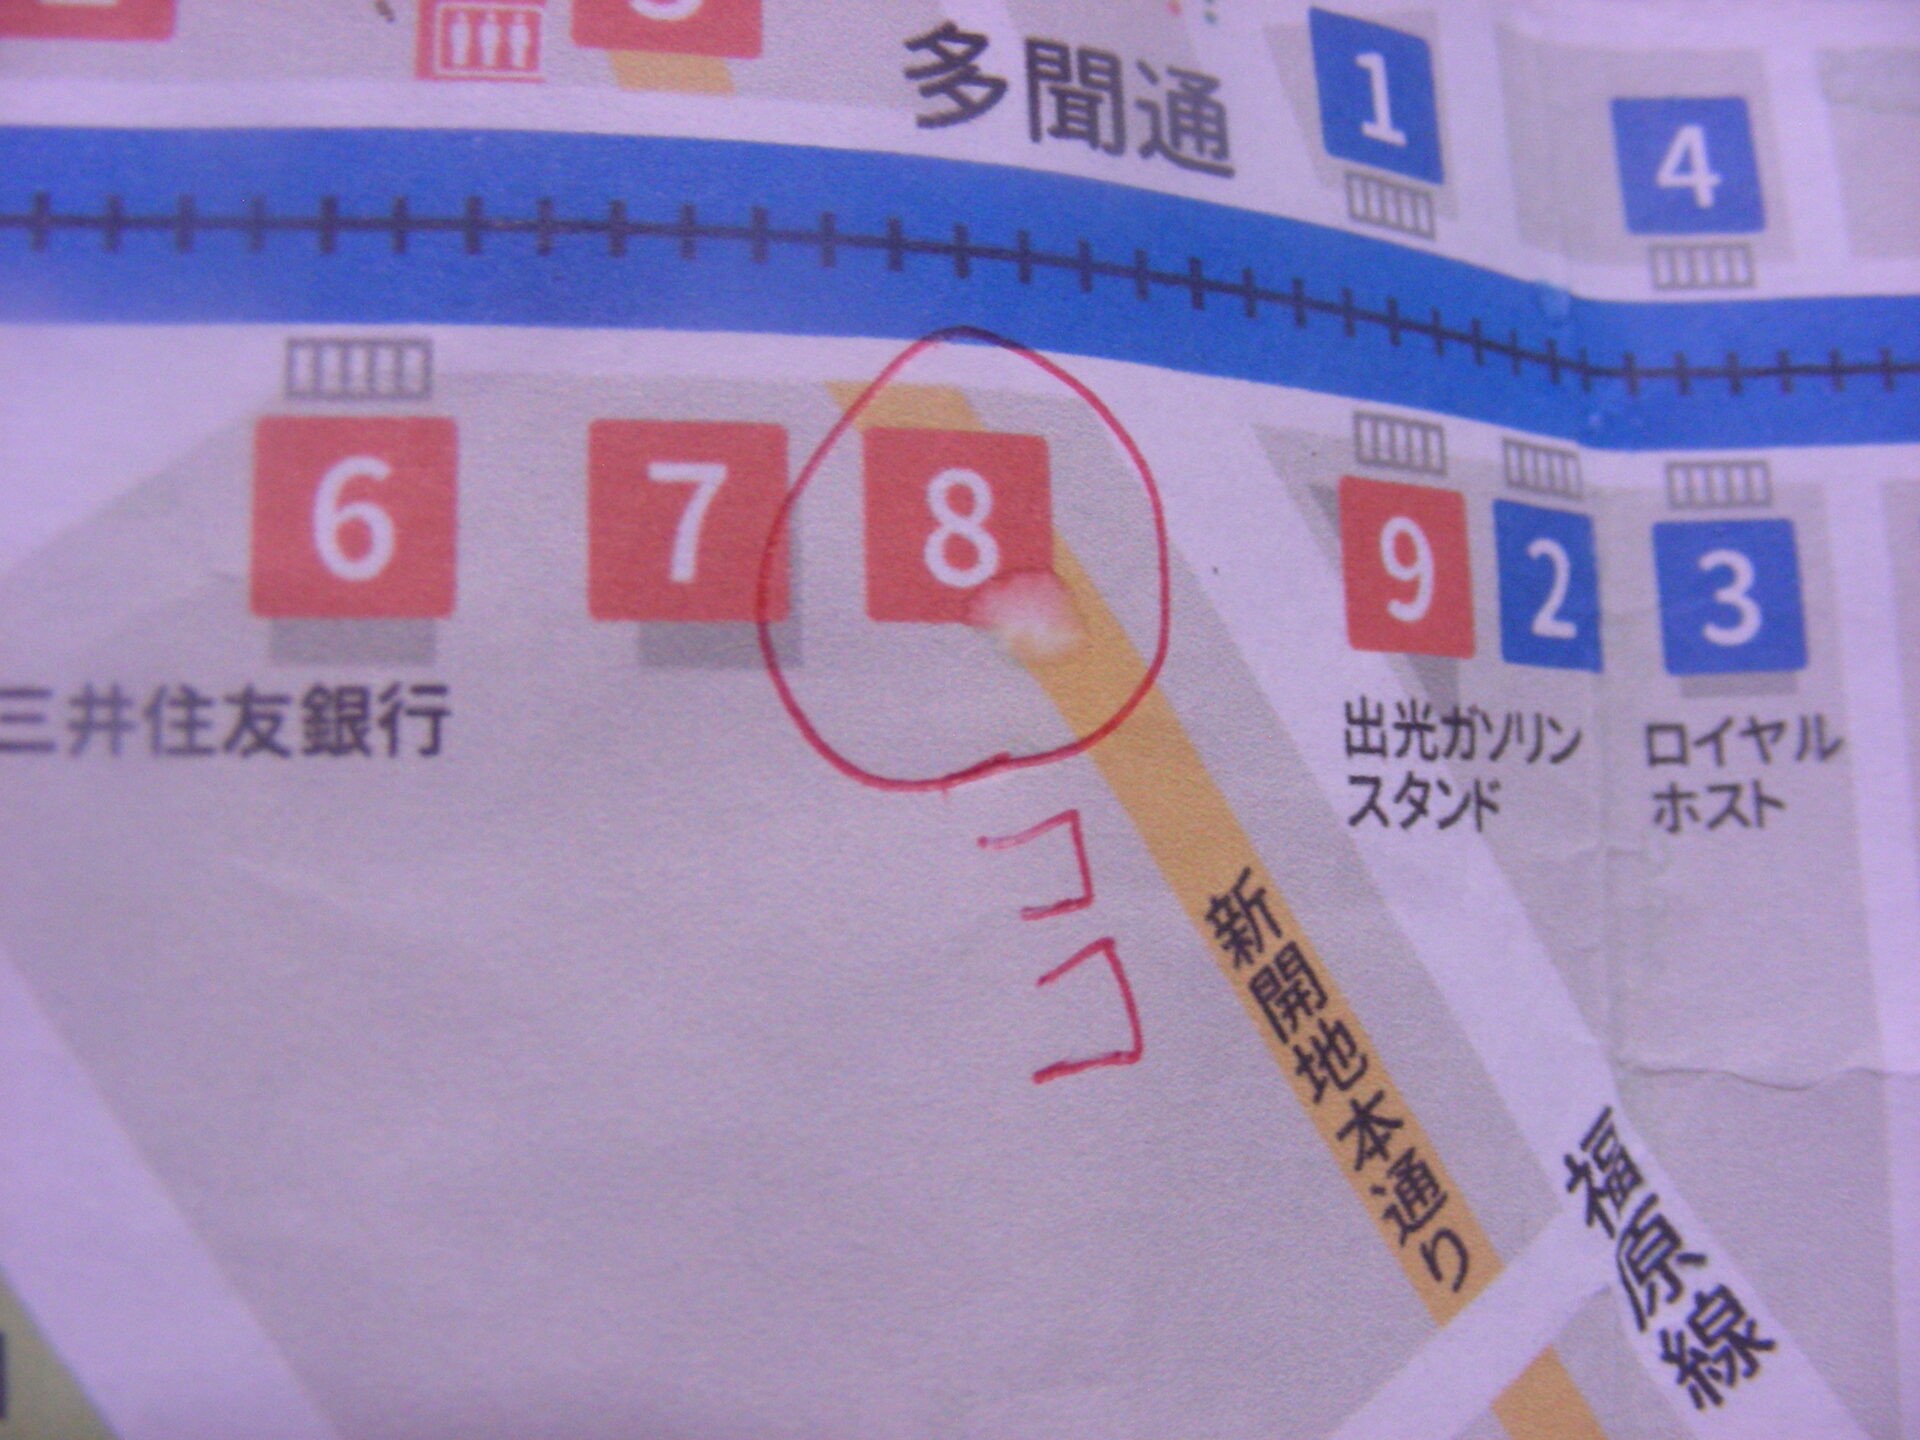 多聞通
1
4
6
7
8
9
2
3
三井住友銀行
出光ガソリン
スタンド
ロイヤル
ホスト
ココ
新開地本通り
福原線